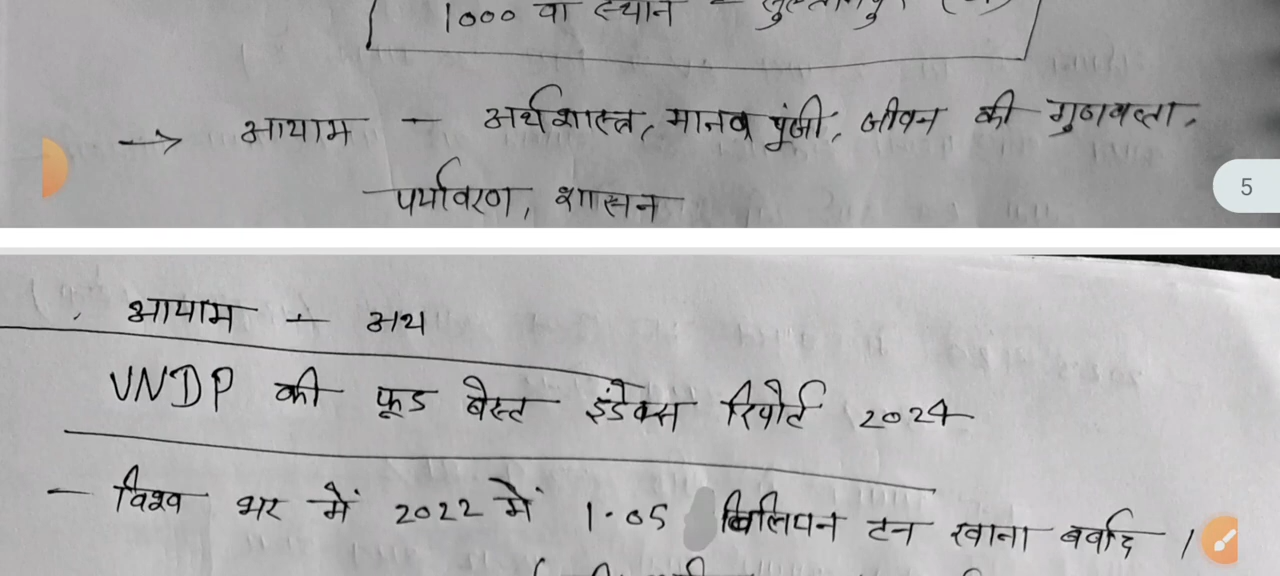 1000 वा स्थान -
→ आयाम - अर्थशास्त्र, मानव पूंजी, जीवन की गुणवत्ता,
पर्यावरण, शासन
5
आयाम - अथ
UNDP की फूड वेस्ट इंडेक्स रिपोर्ट 2024
- विश्व भर में 2022 में 1.05 बिलियन टन खाना बर्बाद ।